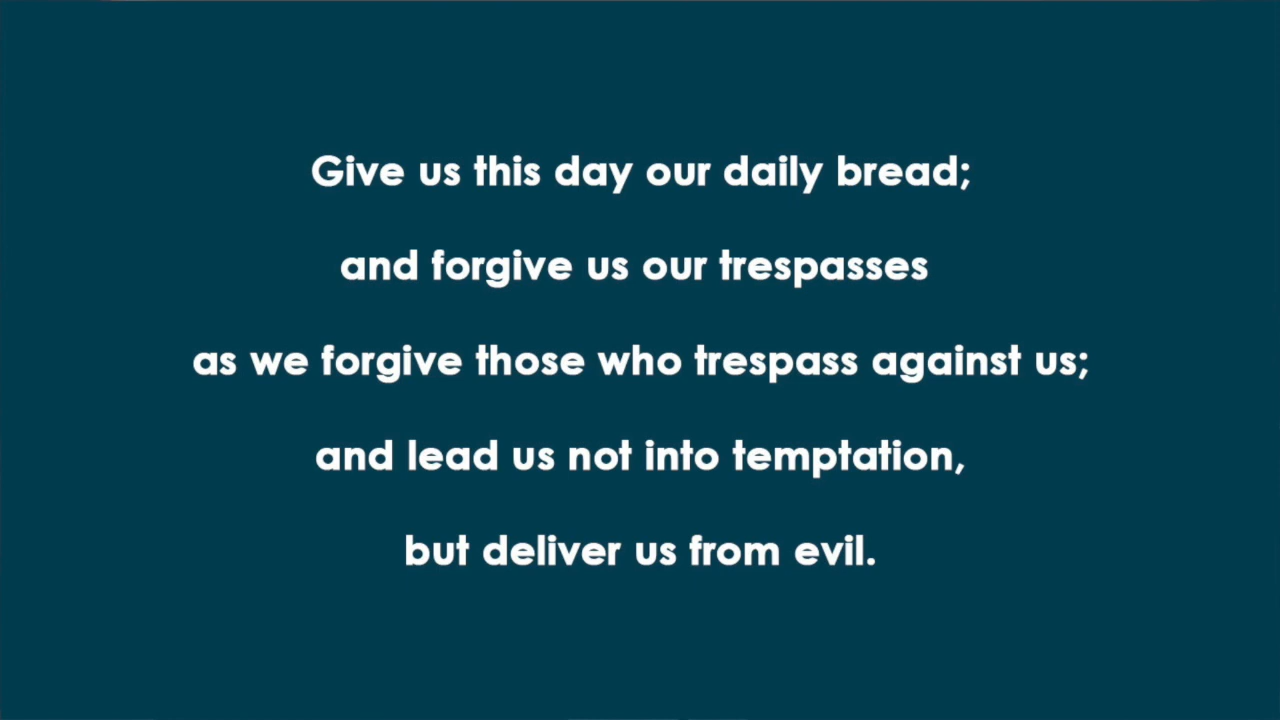 Give us this day our daily bread;
and forgive us our trespasses
as we forgive those who trespass against us;
and lead us not into temptation,
but deliver us from evil.